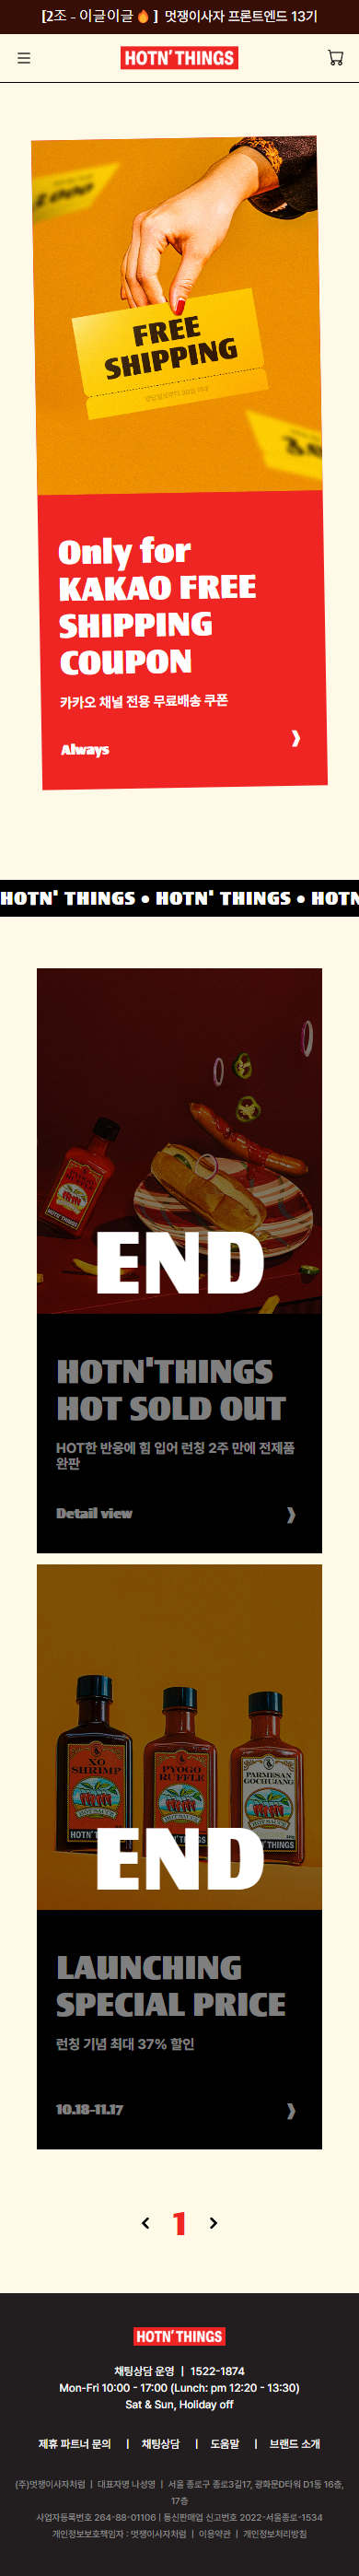 [2조 - 이글이글🔥] 멋쟁이사자 프론트엔드 13기
HOTN' THINGS
FREE
SHIPPING
Only for
KAKAO FREE
SHIPPING
COUPON
카카오 채널 전용 무료배송 쿠폰
Always
HOTN' THINGS • HOTN' THINGS • HOTN
END
HOTN'THINGS
HOT SOLD OUT
HOT한 반응에 힘 입어 런칭 2주 만에 전제품
완판
Detail view
XO
SHRIMP
HOT SAUCE
PYOGO
RUFFLE
HOT SAUCE
PARMESAN
GOCHUJANG
HOT SAUCE
END
LAUNCHING
SPECIAL PRICE
런칭 기념 최대 37% 할인
10.18-11.17
1
HOTN' THINGS
채팅상담 운영 | 1522-1874
Mon-Fri 10:00 - 17:00 (Lunch: pm 12:20 - 13:30)
Sat & Sun, Holiday off
제휴 파트너 문의 | 채팅상담 | 도움말 | 브랜드 소개
(주)멋쟁이사자처럼 | 대표자명 나성영 | 서울 종로구 종로3길17, 광화문D타워 D1동 16층,
17층
사업자등록번호 264-88-01106 | 통신판매업 신고번호 2022-서울종로-1534
개인정보보호책임자 : 멋쟁이사자처럼 | 이용약관 | 개인정보처리방침